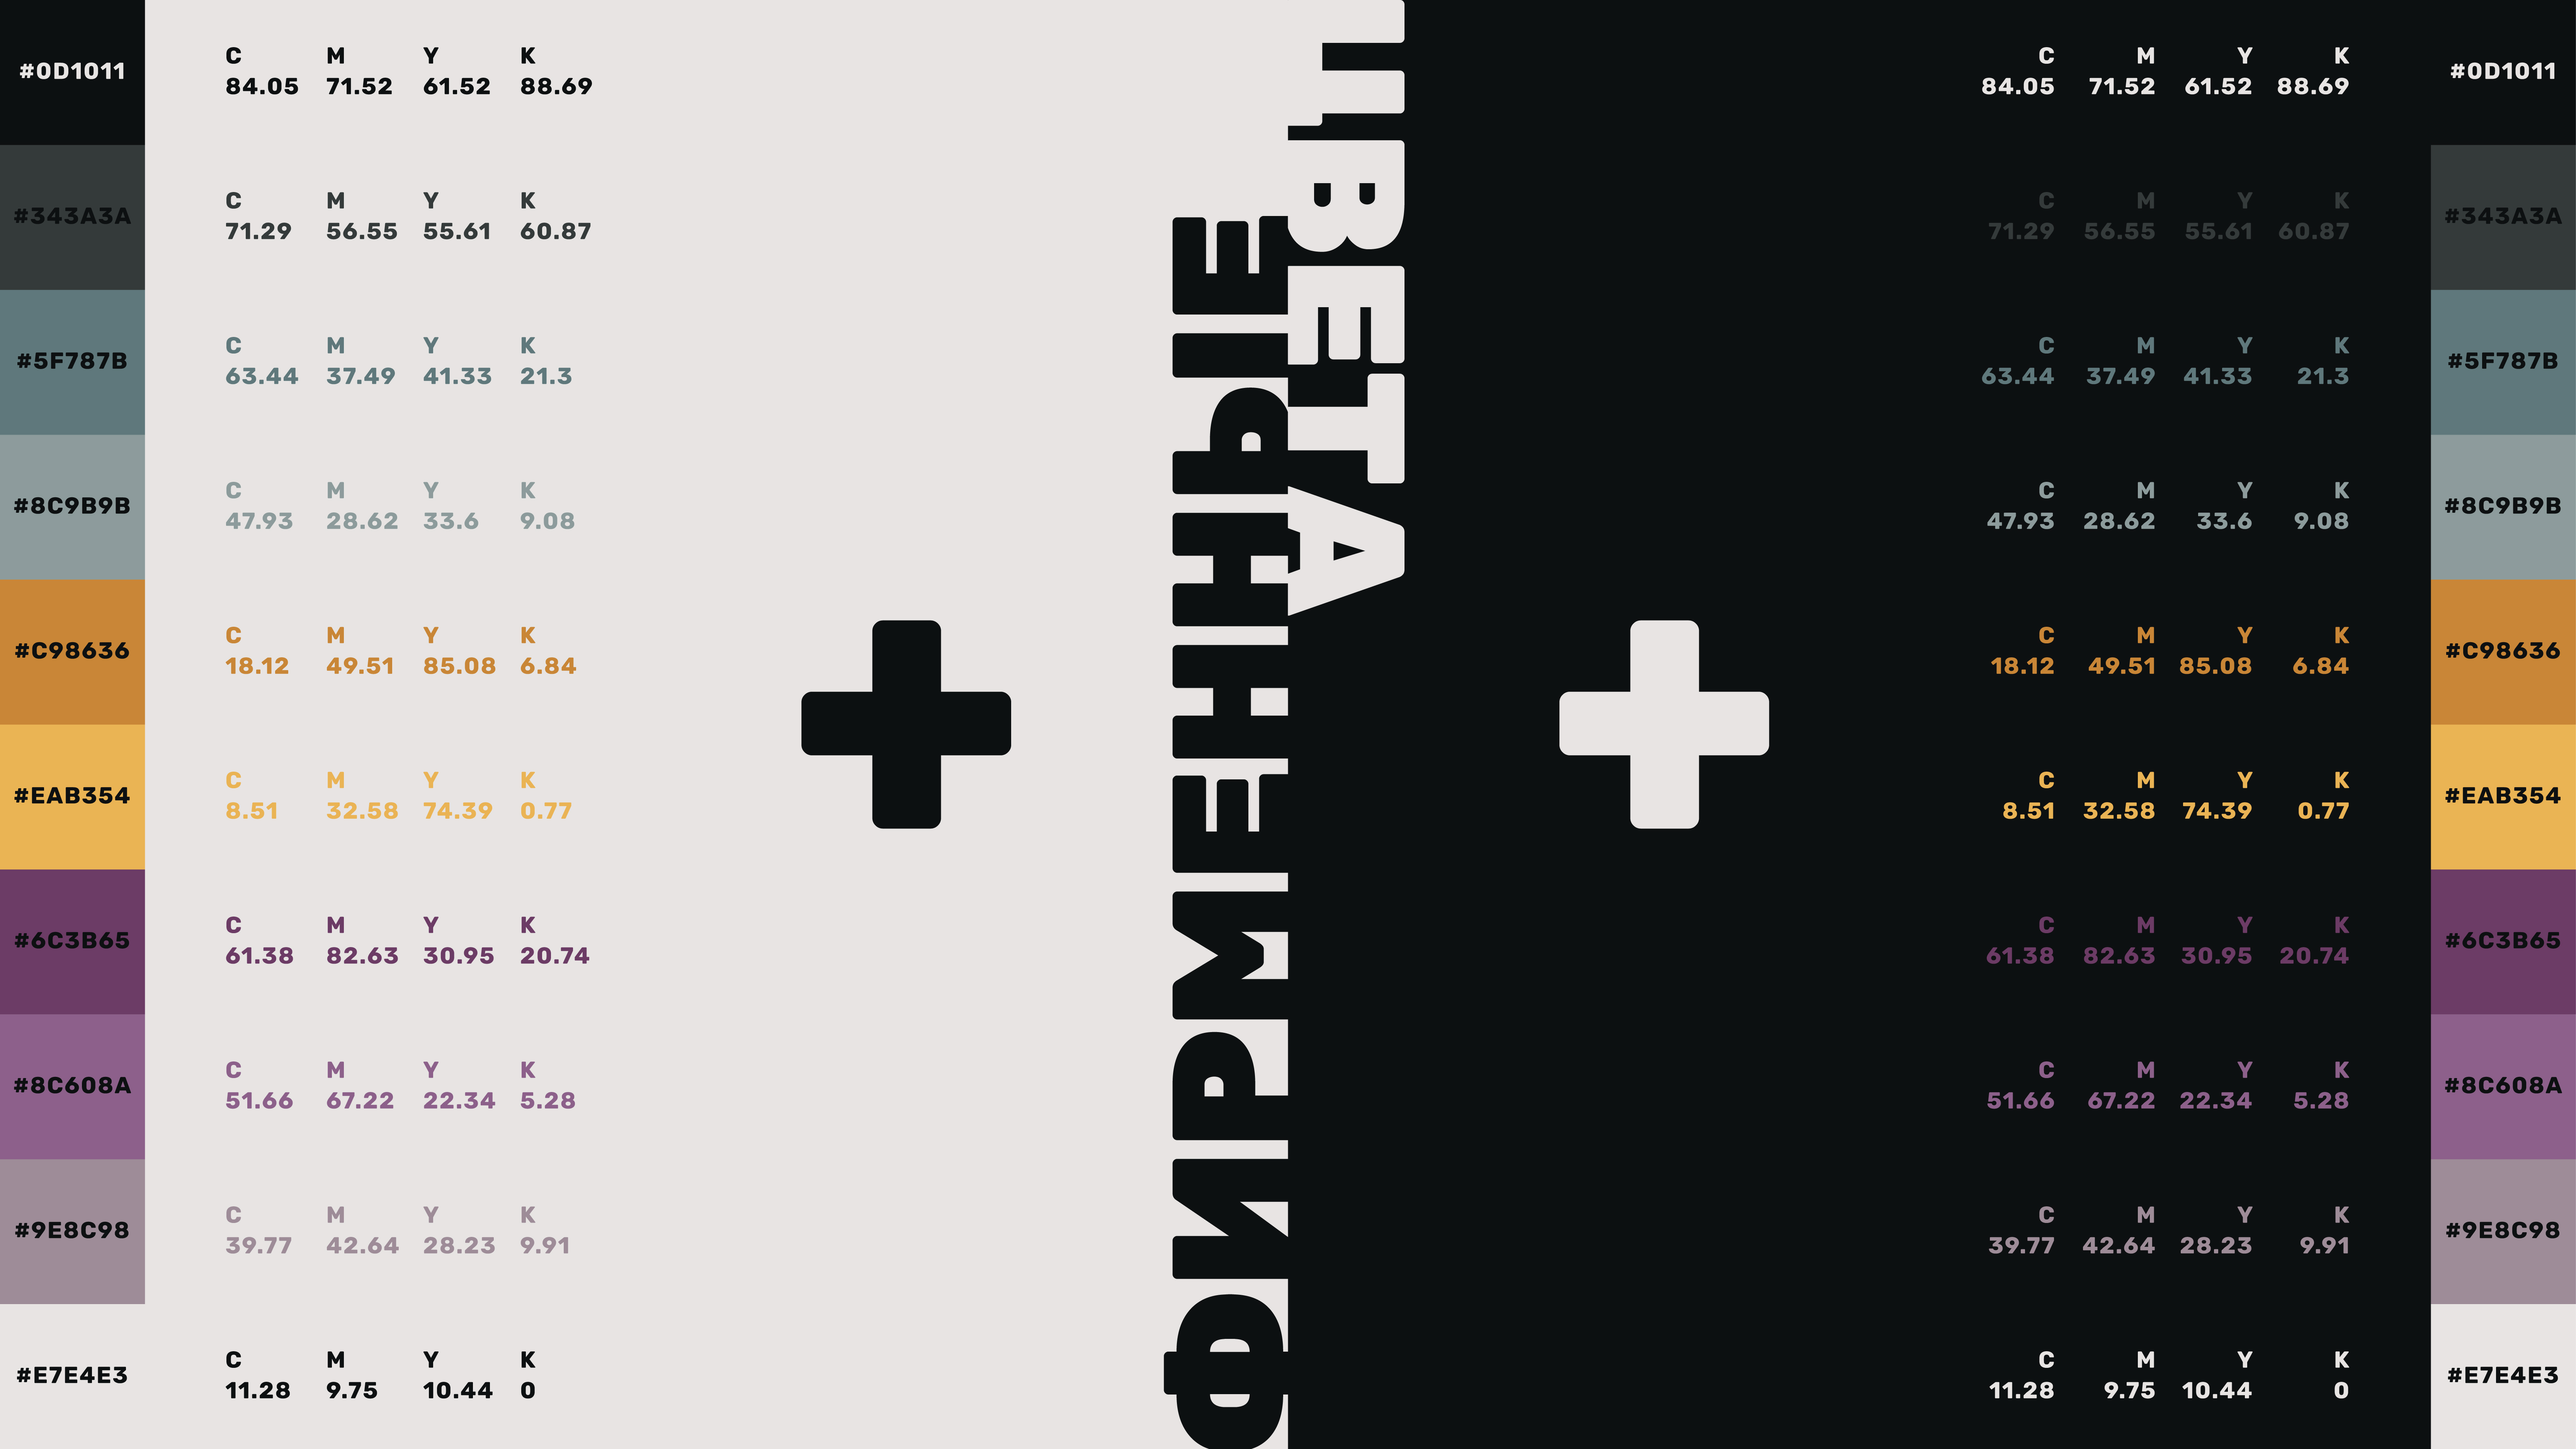 #0D1011
C M Y K
84.05 71.52 61.52 88.69
#343A3A
C M Y K
71.29 56.55 55.61 60.87
#5F787B
C M Y K
63.44 37.49 41.33 21.3
#8C9B9B
C M Y K
47.93 28.62 33.6 9.08
#C98636
C M Y K
18.12 49.51 85.08 6.84
#EAB354
C M Y K
8.51 32.58 74.39 0.77
#6C3B65
C M Y K
61.38 82.63 30.95 20.74
#8C608A
C M Y K
51.66 67.22 22.34 5.28
#9E8C98
C M Y K
39.77 42.64 28.23 9.91
#E7E4E3
C M Y K
11.28 9.75 10.44 0
ФИРМЕННЫЕ
ЦВЕТА
C M Y K
84.05 71.52 61.52 88.69
#0D1011
C M Y K
71.29 56.55 55.61 60.87
#343A3A
C M Y K
63.44 37.49 41.33 21.3
#5F787B
C M Y K
47.93 28.62 33.6 9.08
#8C9B9B
C M Y K
18.12 49.51 85.08 6.84
#C98636
C M Y K
8.51 32.58 74.39 0.77
#EAB354
C M Y K
61.38 82.63 30.95 20.74
#6C3B65
C M Y K
51.66 67.22 22.34 5.28
#8C608A
C M Y K
39.77 42.64 28.23 9.91
#9E8C98
C M Y K
11.28 9.75 10.44 0
#E7E4E3